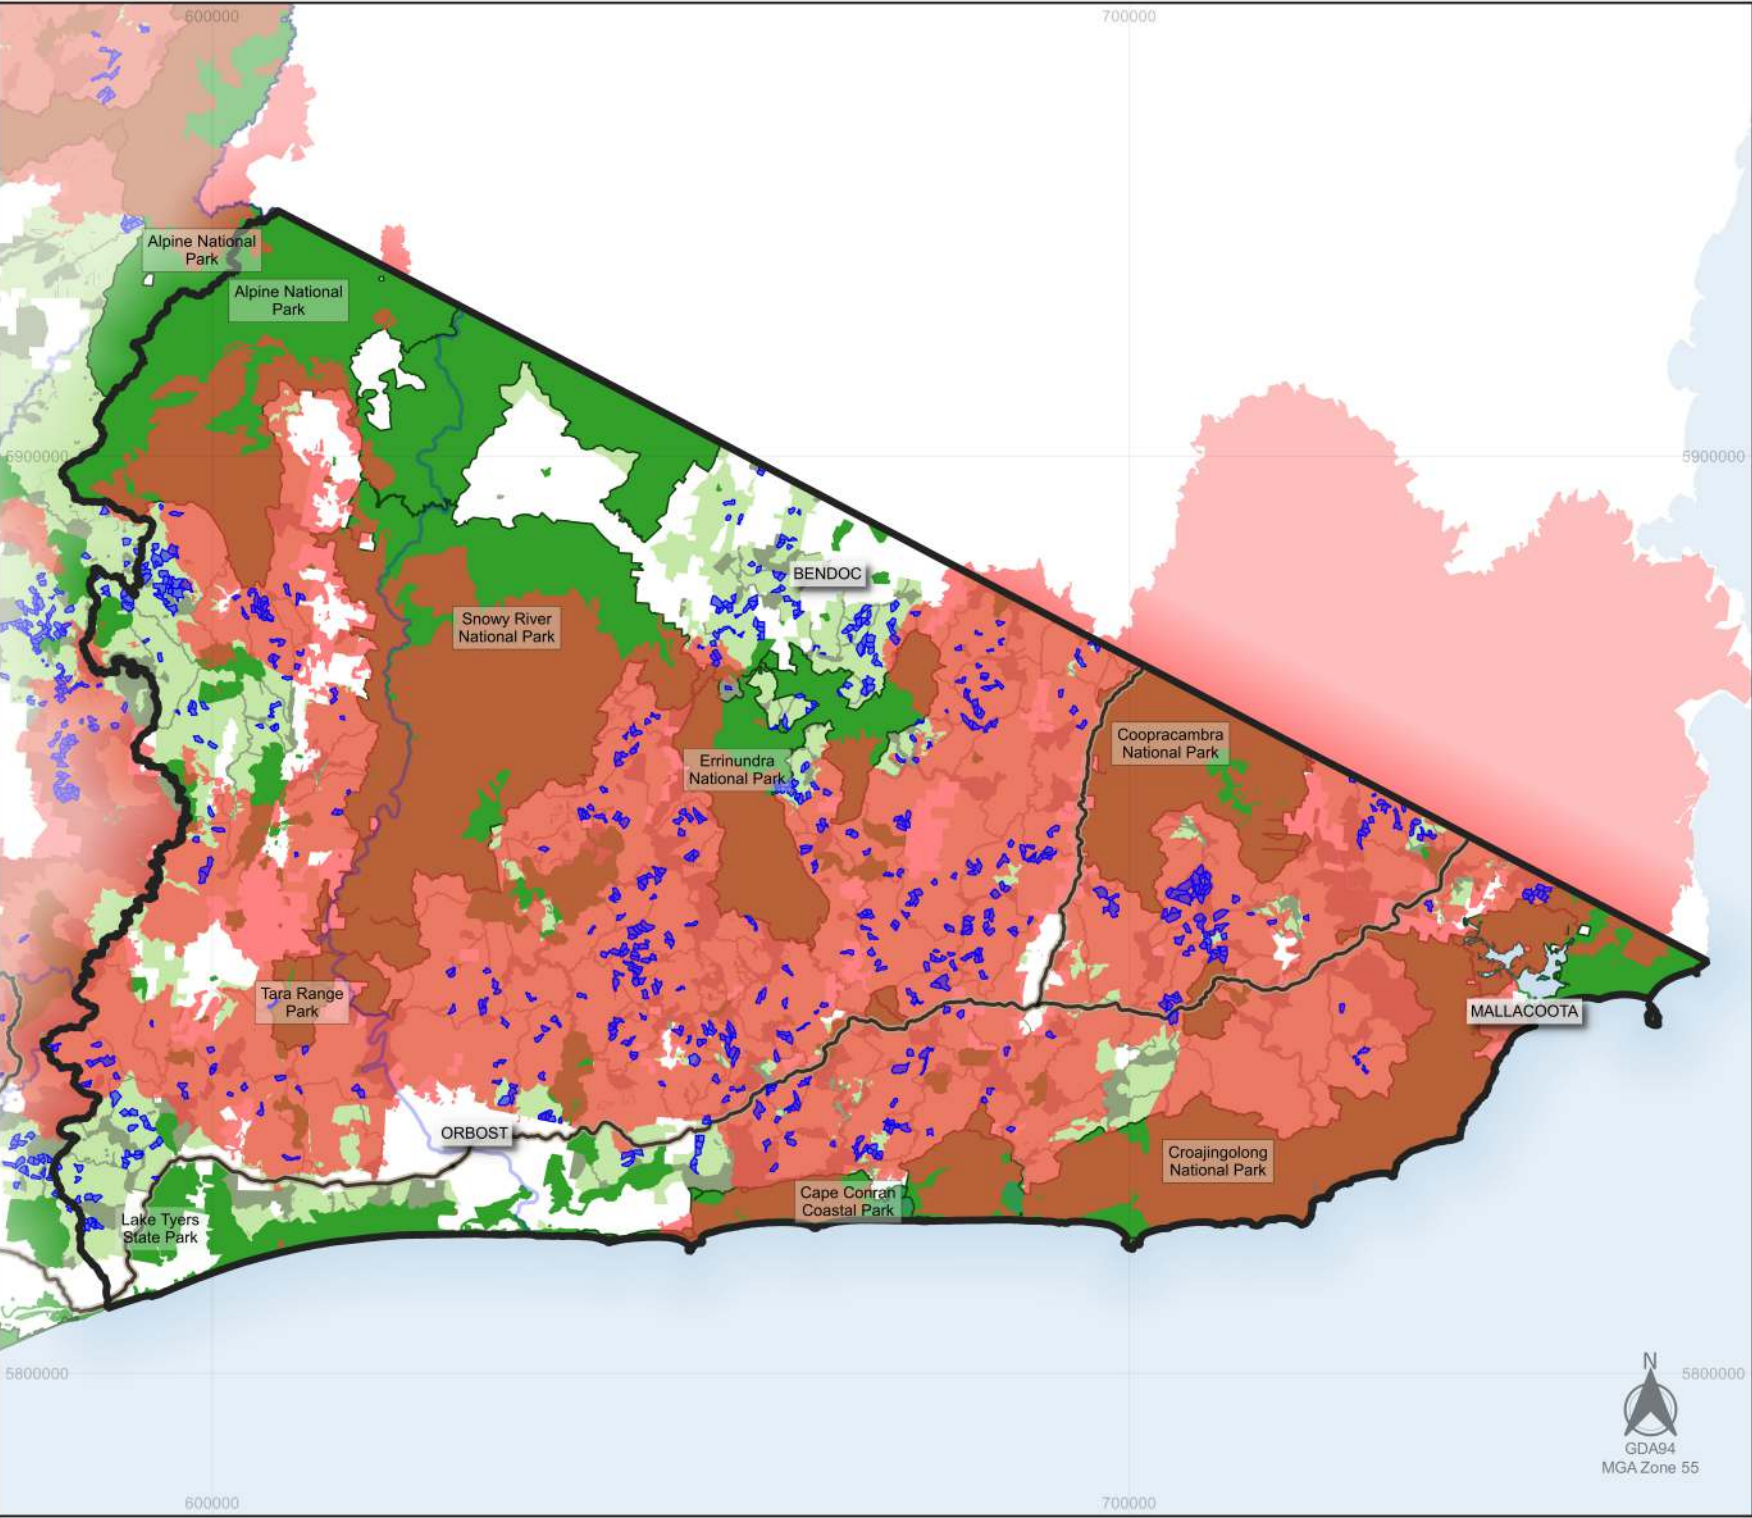 600000
700000
Alpine National
Park
Alpine National
Park
5900000
5900000
BENDOC
Snowy River
National Park
Coopracambra
National Park
Errinundra
National Park
Tara Range
Park
MALLACOOTA
ORBOST
Croajingolong
National Park
Cape Conran
Coastal Park
Lake Tyers
State Park
N
5800000
5800000
GDA94
MGA Zone 55
600000
700000